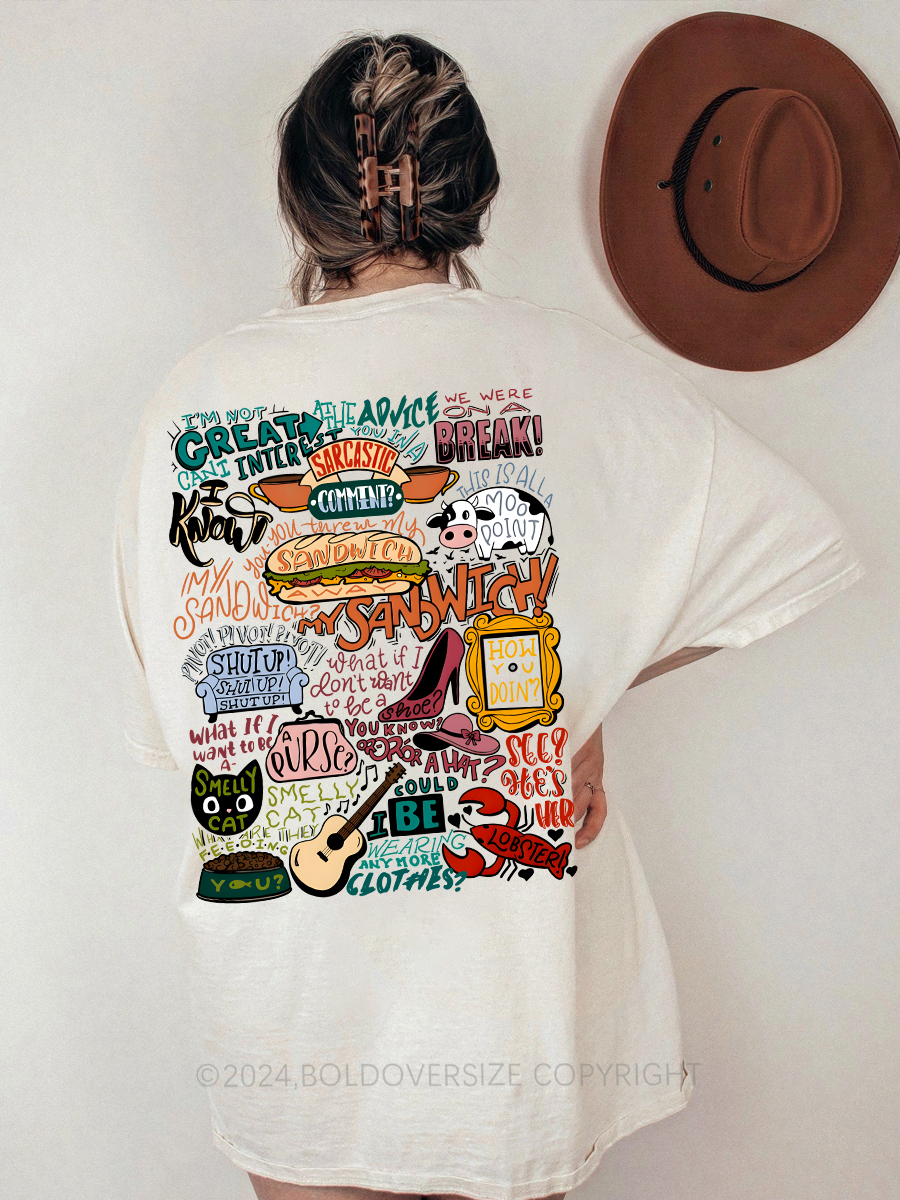 I'M NOT
GREAT AT THE ADVICE
CAN I INTEREST YOU IN A
SARCASTIC
COMMENT?
WE WERE
ON A
BREAK!
I
KNOW!
THIS IS ALL A
MOO
POINT
You-you threw my
SANDWICH
AWAY
MY
SANDWICH?
MY SANDWICH!
PIVOT! PIVOT! PIVOT!
SHUT UP!
SHUT UP!
SHUT UP!
what if I
don't want
to be a
shoe?
HOW
YOU
DOIN?
WHAT IF I
WANT TO BE
A-
A
PURSE?
YOU KNOW?
OR A HAT?
SEE?
HE'S
HER
LOBSTER!
SMELLY
CAT
SMELLY
CAT
WHAT ARE THEY
FEEDING
YOU?
COULD
I BE
WEARING
ANY MORE
CLOTHES?
©2024,BOLDOVERSIZE COPYRIGHT